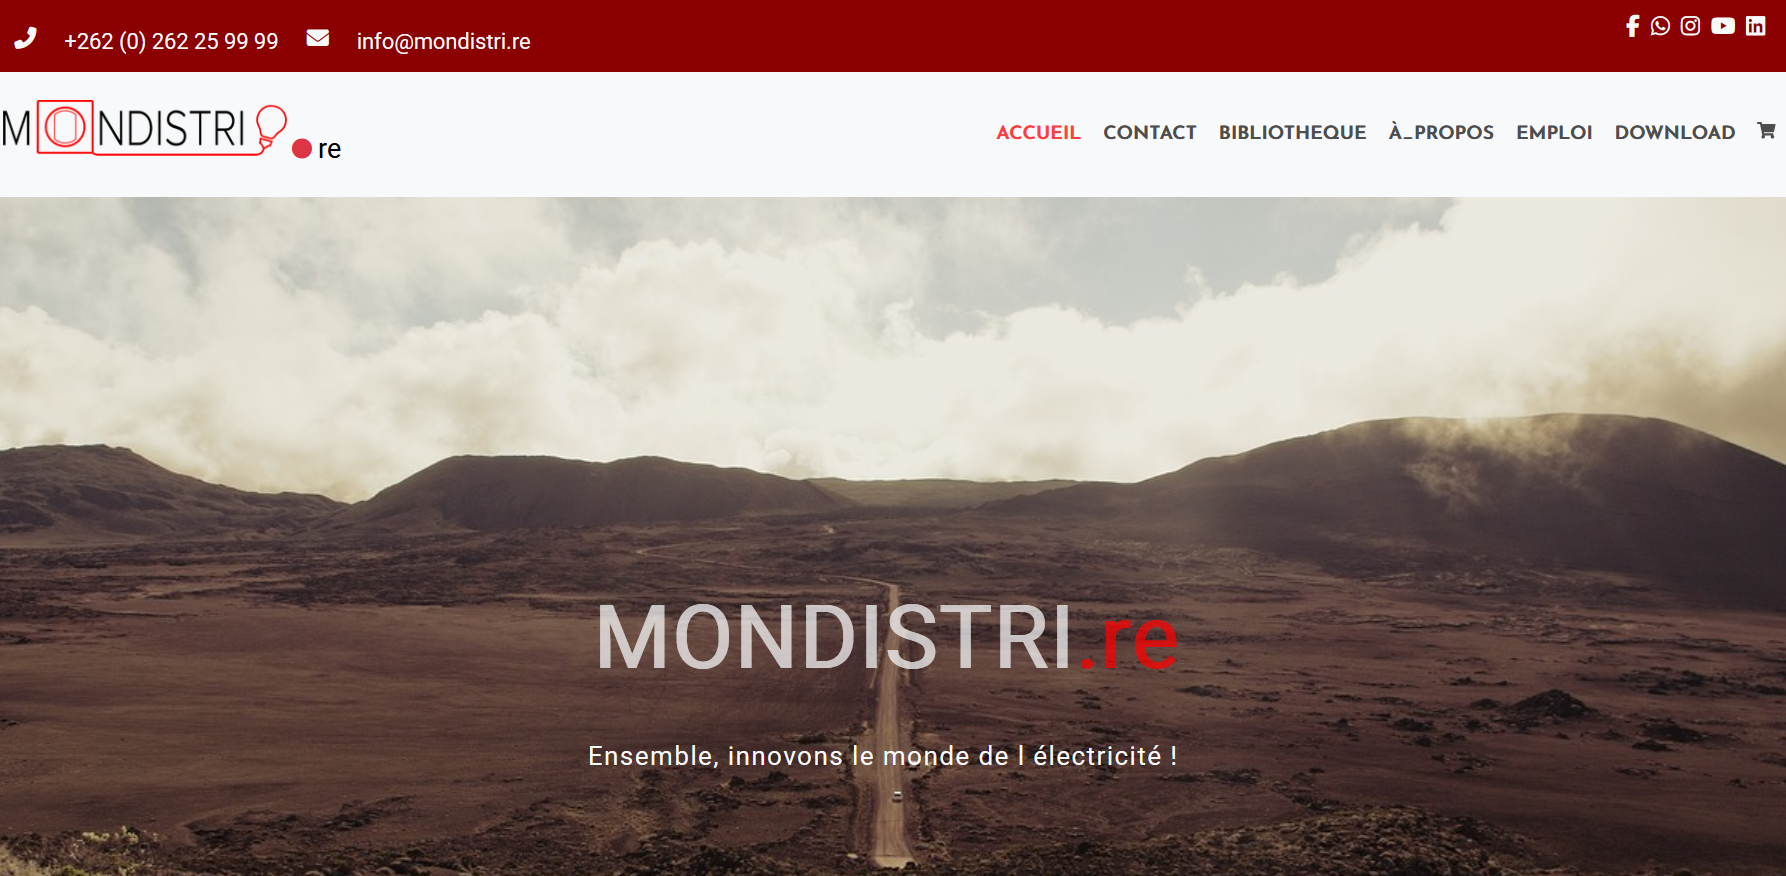 +262 (0) 262 25 99 99 info@mondistri.re
MONDISTRI re
ACCUEIL CONTACT BIBLIOTHEQUE À_PROPOS EMPLOI DOWNLOAD
MONDISTRI.re
Ensemble, innovons le monde de l électricité !